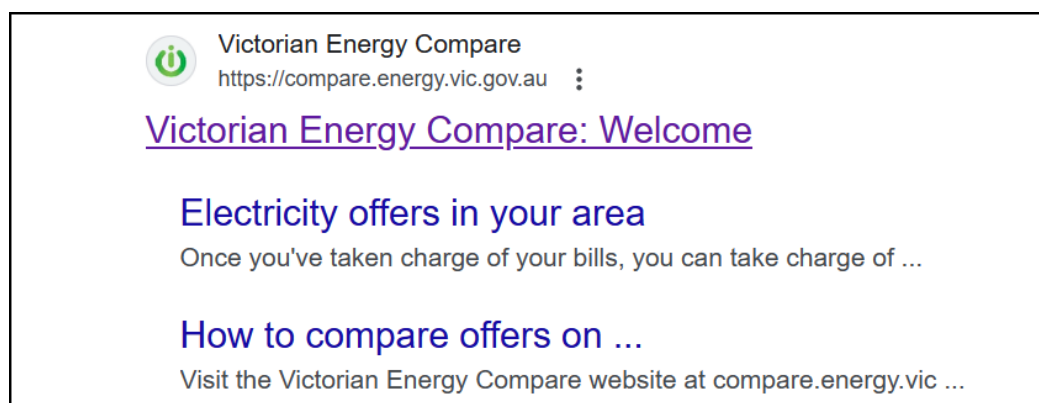 Victorian Energy Compare
https://compare.energy.vic.gov.au
Victorian Energy Compare: Welcome
Electricity offers in your area
Once you've taken charge of your bills, you can take charge of ...
How to compare offers on ...
Visit the Victorian Energy Compare website at compare.energy.vic ...